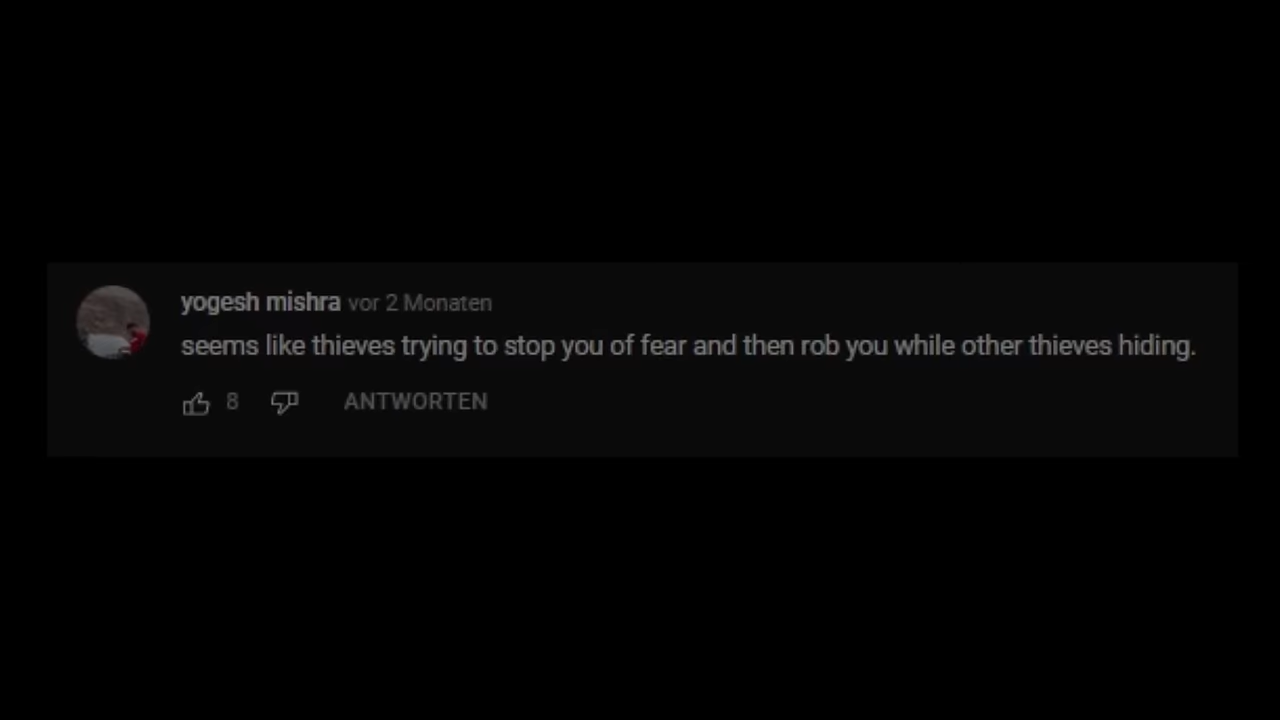 yogesh mishra vor 2 Monaten
seems like thieves trying to stop you of fear and then rob you while other thieves hiding.
8 ANTWORTEN